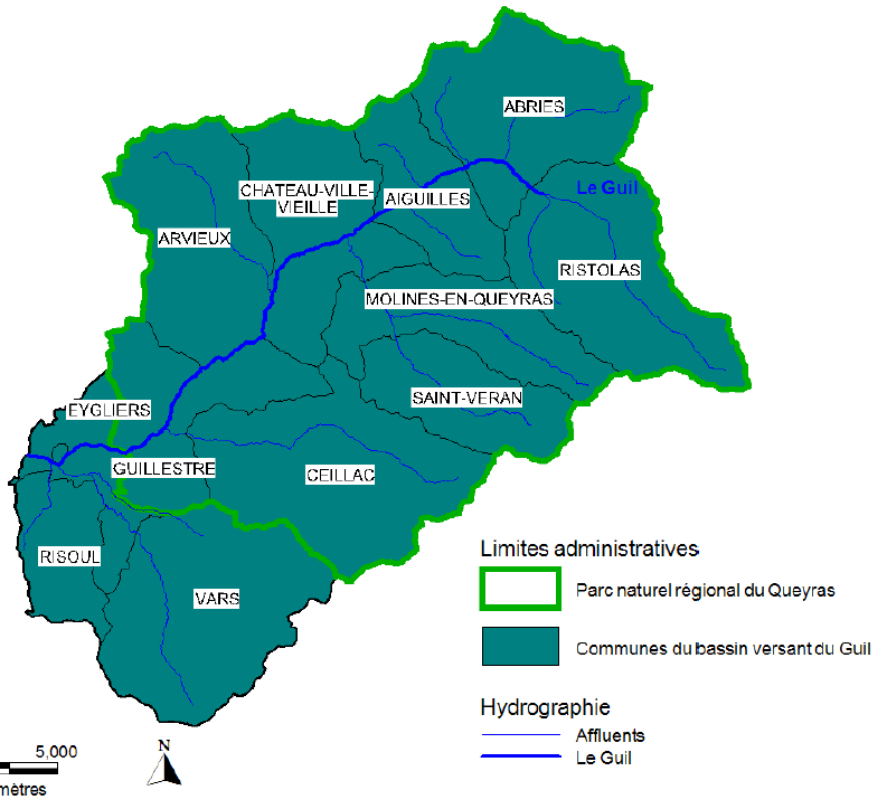 ABRIES
CHATEAU-VILLE-
VIEILLE
AIGUILLES
Le Guil
ARVIEUX
RISTOLAS
MOLINES-EN-QUEYRAS
SAINT-VERAN
EYGLIERS
GUILLESTRE
CEILLAC
RISOUL
VARS
Limites administratives
Parc naturel régional du Queyras
Communes du bassin versant du Guil
Hydrographie
Affluents
Le Guil
5,000
mètres
N